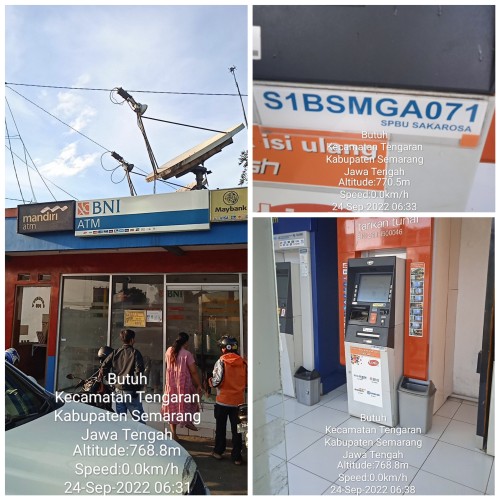 mandiri
atm
BNI
ATM
Maybank
BNI
Butuh
Kecamatan Tengaran
Kabupaten Semarang
Jawa Tengah
Altitude:768.8m
Speed:0.0km/h
24-Sep-2022 06:31
S1BSMGA071
SPBU SAKAROSA
isi ulang
Butuh
Kecamatan Tengaran
Kabupaten Semarang
Jawa Tengah
Altitude:770.5m
Speed:0.0km/h
24-Sep-2022 06:33
tarikan tunai
Butuh
Kecamatan Tengaran
Kabupaten Semarang
Jawa Tengah
Altitude:768.8m
Speed:0.0km/h
24-Sep-2022 06:38